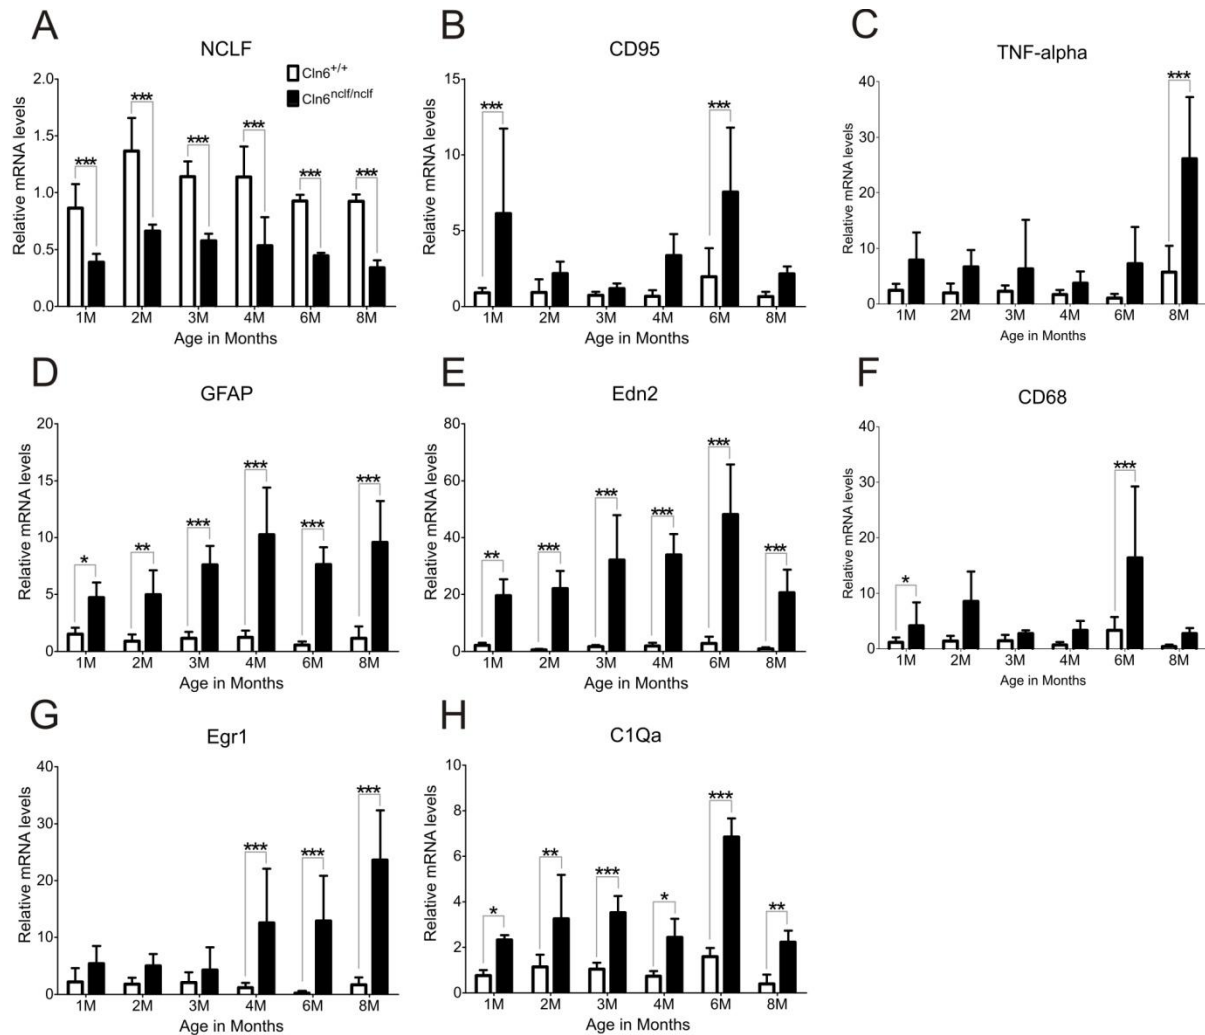 A
NCLF
Cln6+/+
Cln6nclf/nclf
Relative mRNA levels
2.0
1.5
1.0
0.5
0.0
*** *** *** *** *** ***
1M 2M 3M 4M 6M 8M
Age in Months
B
CD95
Relative mRNA levels
15
10
5
0
*** ***
1M 2M 3M 4M 6M 8M
Age in Months
C
TNF-alpha
Relative mRNA levels
40
30
20
10
0
***
1M 2M 3M 4M 6M 8M
Age in Months
D
GFAP
Relative mRNA levels
20
15
10
5
0
* ** *** *** *** ***
1M 2M 3M 4M 6M 8M
Age in Months
E
Edn2
Relative mRNA levels
80
60
40
20
0
** *** *** *** *** ***
1M 2M 3M 4M 6M 8M
Age in Months
F
CD68
Relative mRNA levels
40
30
20
10
0
* ***
1M 2M 3M 4M 6M 8M
Age in Months
G
Egr1
Relative mRNA levels
40
30
20
10
0
*** *** ***
1M 2M 3M 4M 6M 8M
Age in Months
H
C1Qa
Relative mRNA levels
10
8
6
4
2
0
* ** *** * *** **
1M 2M 3M 4M 6M 8M
Age in Months